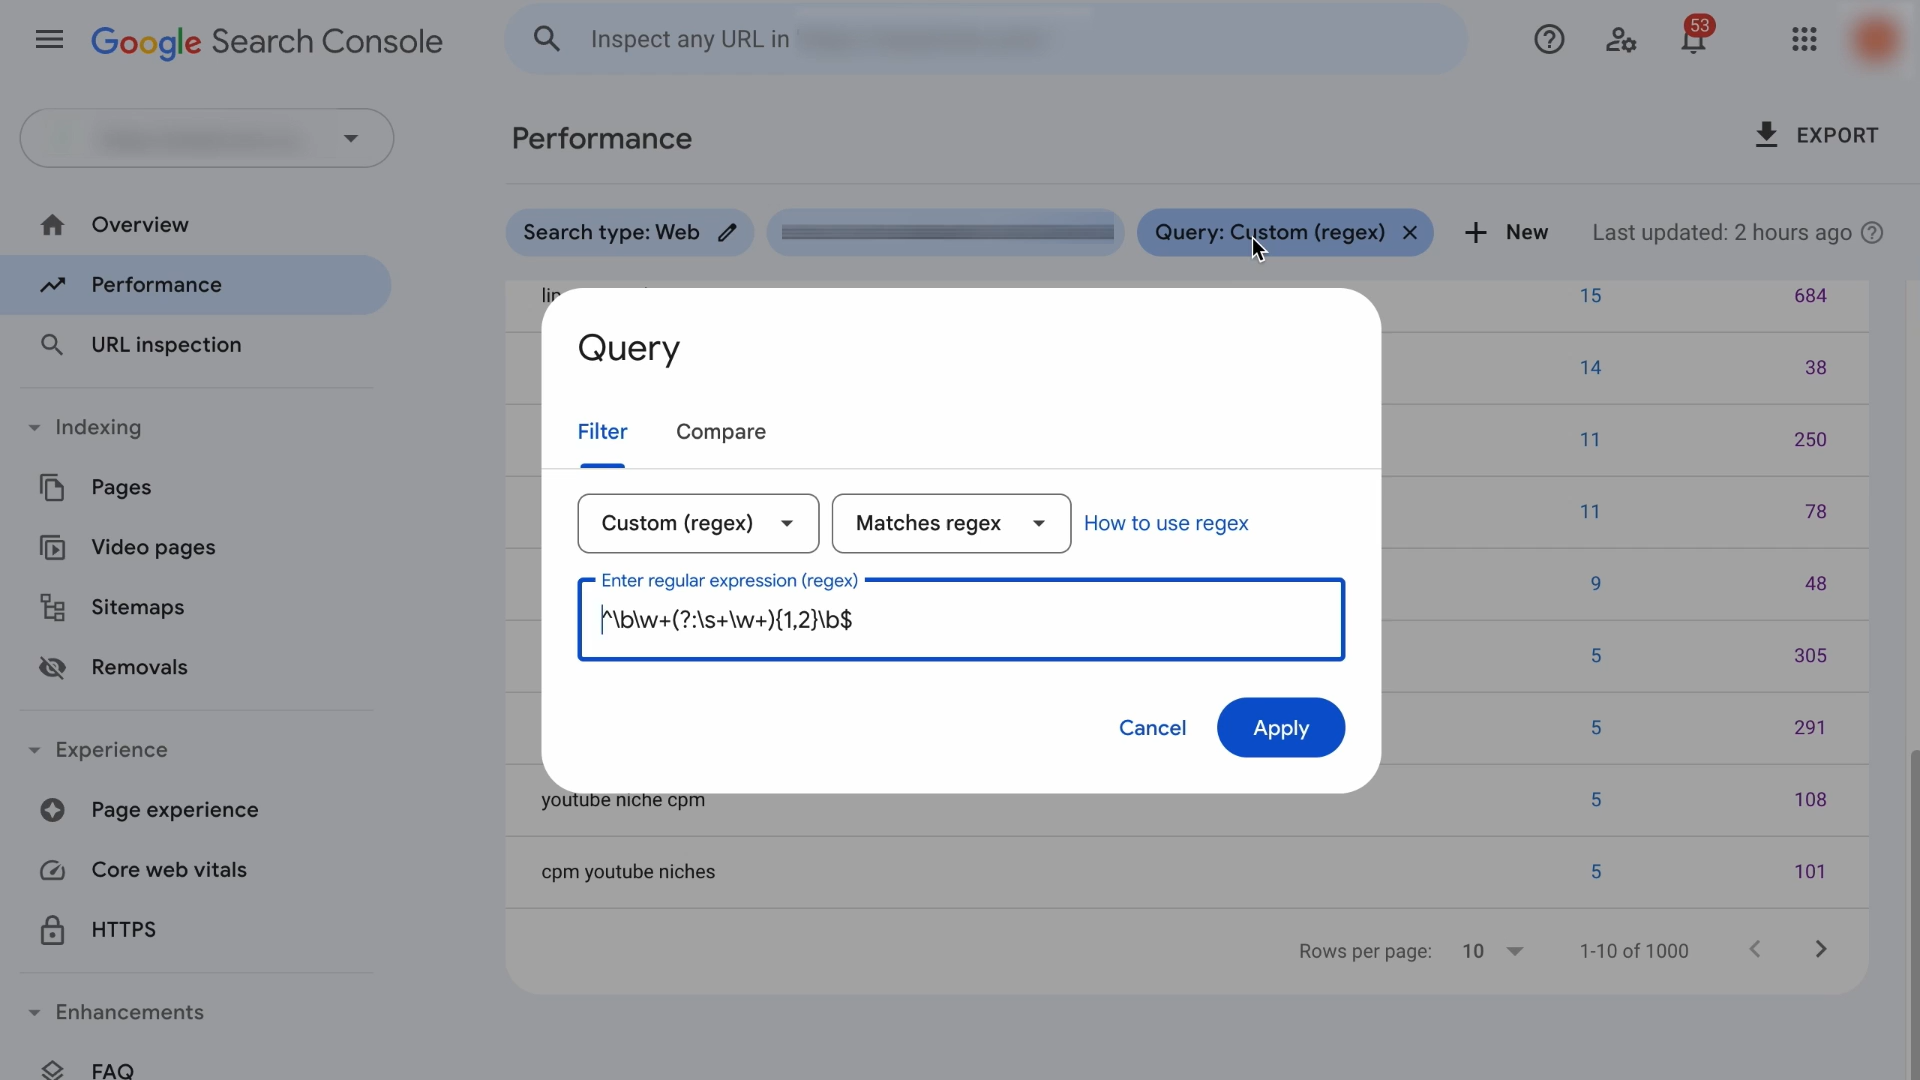 Google Search Console
Inspect any URL in
53
Performance
EXPORT
Search type: Web
Query: Custom (regex)
New
Last updated: 2 hours ago
Overview
Performance
URL inspection
Indexing
Pages
Video pages
Sitemaps
Removals
Experience
Page experience
Core web vitals
HTTPS
Enhancements
FAQ
15 684
14 38
11 250
11 78
9 48
5 305
5 291
Query
Filter Compare
Custom (regex) Matches regex How to use regex
Enter regular expression (regex)
^\b\w+(?:\s+\w+){1,2}\b$
Cancel Apply
youtube niche cpm 5 108
cpm youtube niches 5 101
Rows per page: 10 1-10 of 1000